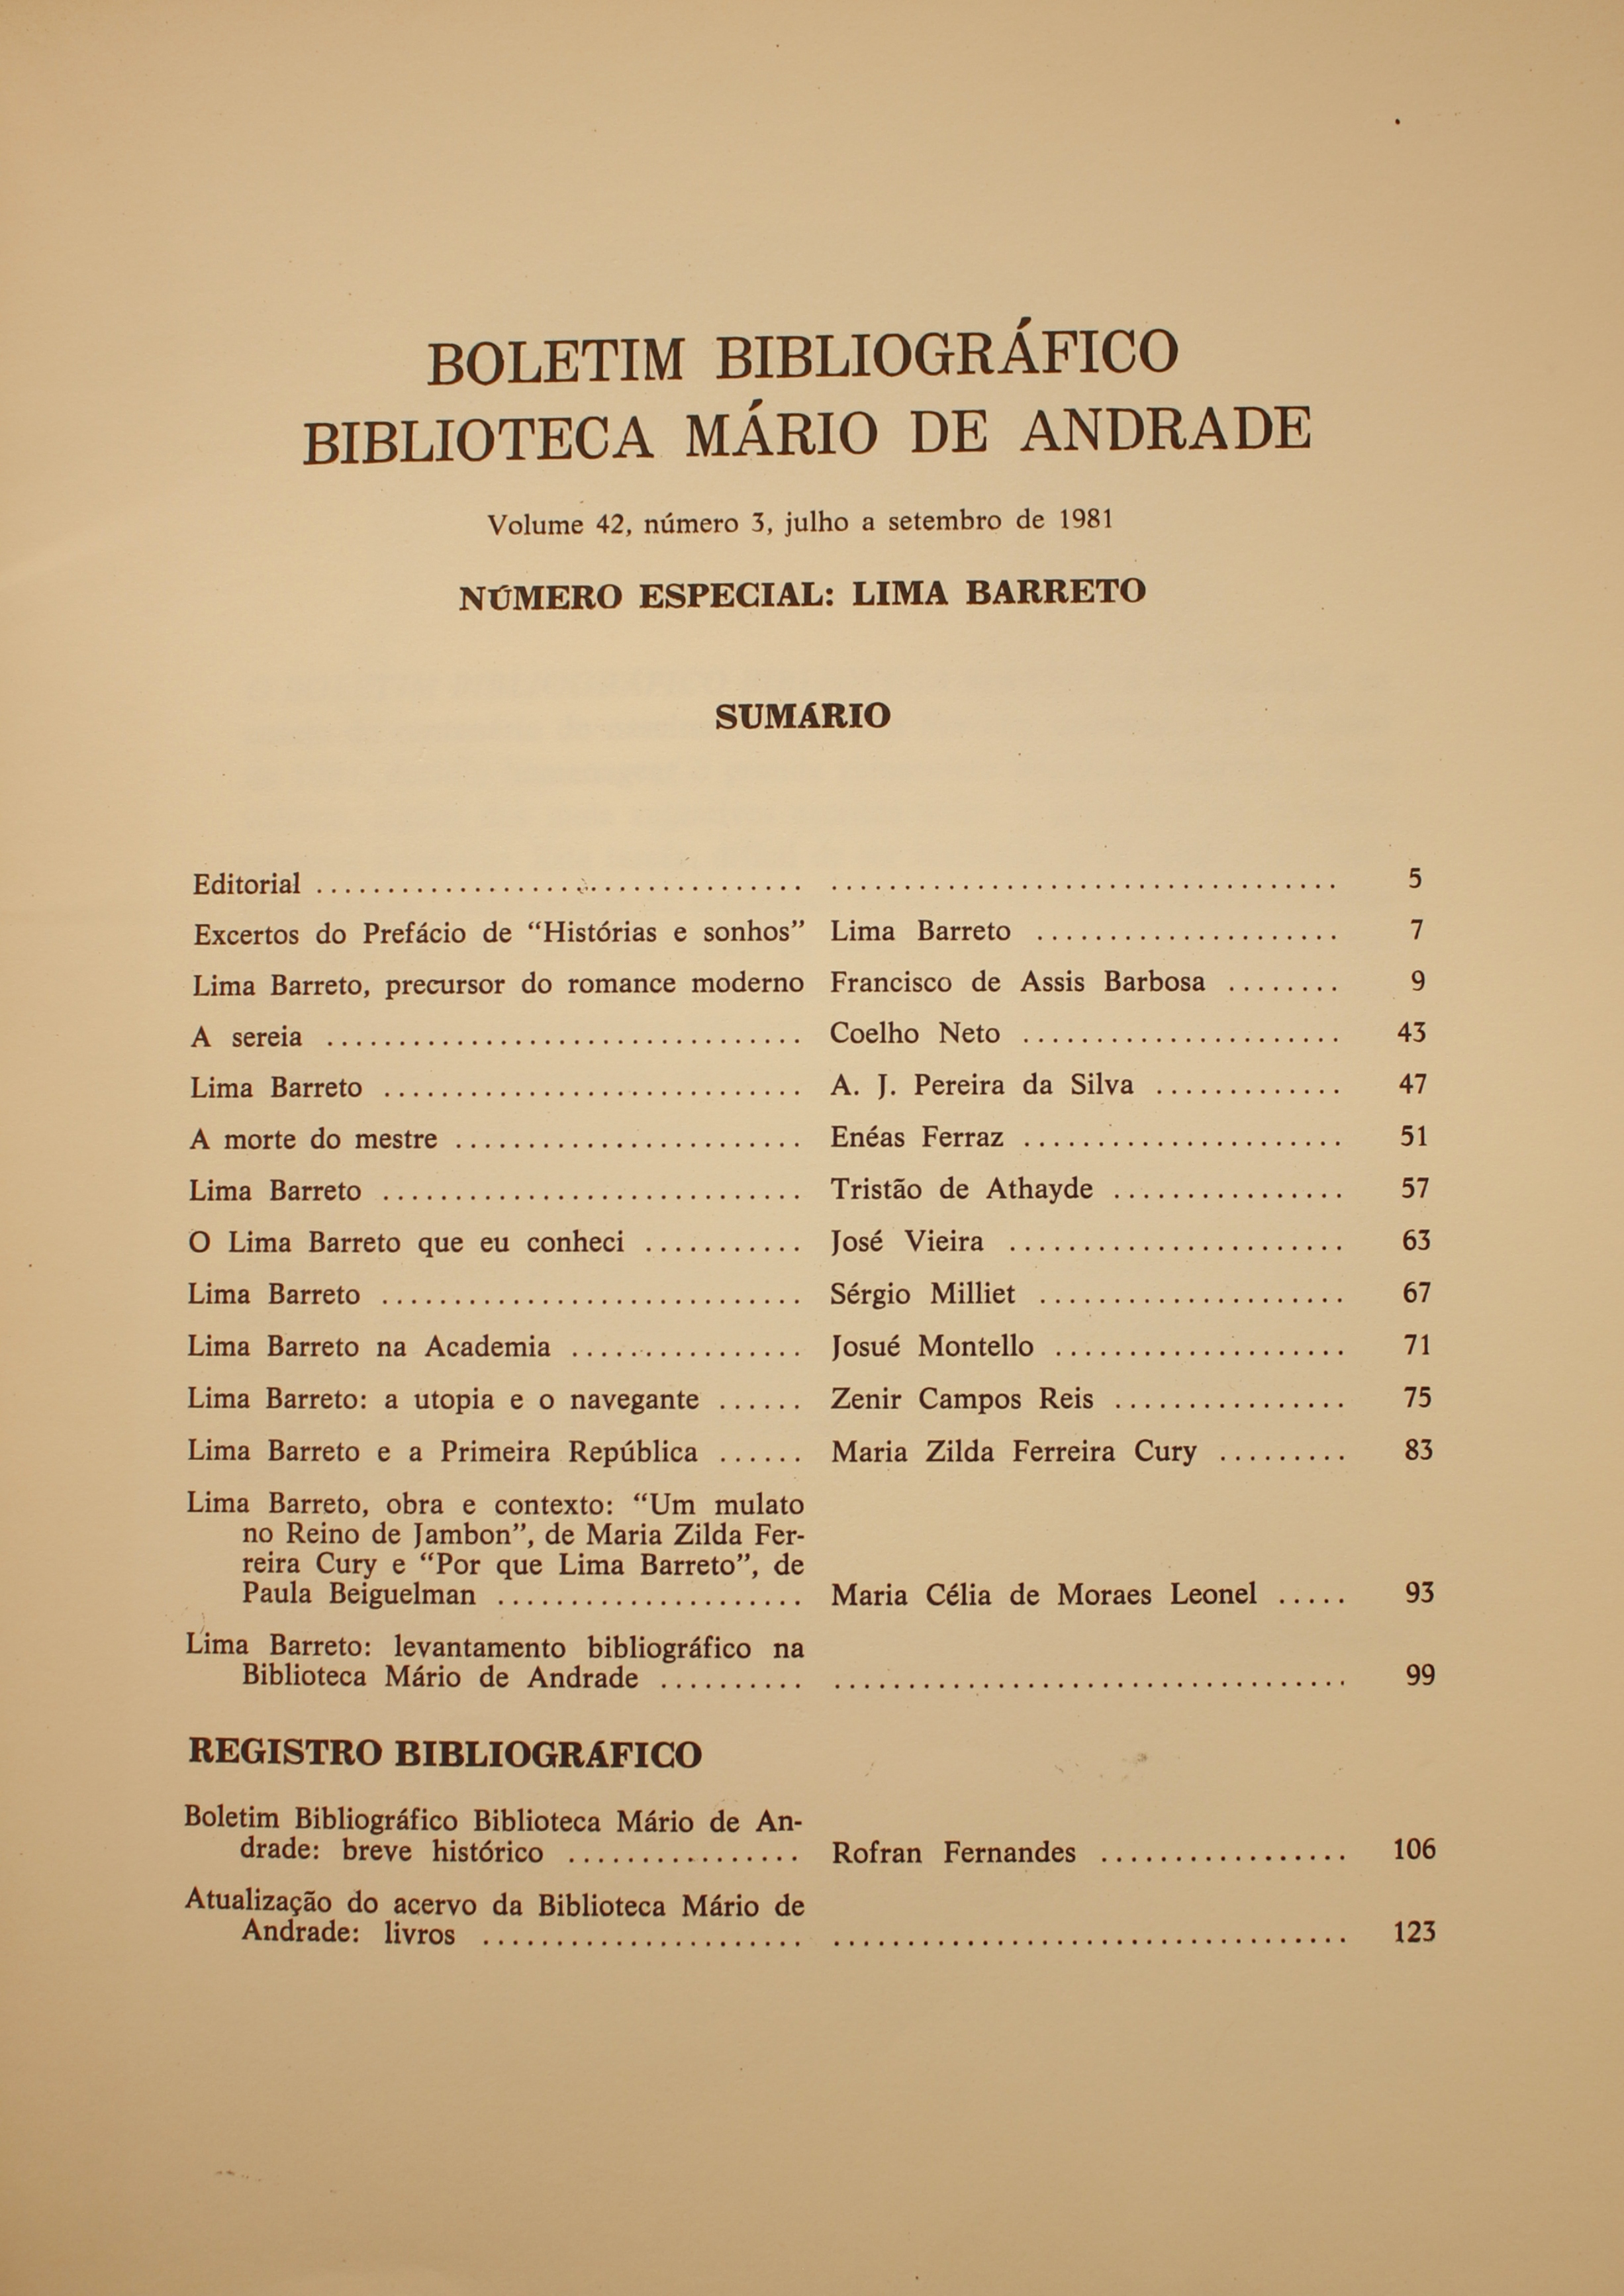 BOLETIM BIBLIOGRÁFICO
BIBLIOTECA MÁRIO DE ANDRADE
Volume 42, número 3, julho a setembro de 1981
NÚMERO ESPECIAL: LIMA BARRETO
SUMÁRIO
Editorial .................................. ................................... 5
Excertos do Prefácio de “Histórias e sonhos” Lima Barreto ..................... 7
Lima Barreto, precursor do romance moderno Francisco de Assis Barbosa ........ 9
A sereia ................................. Coelho Neto ...................... 43
Lima Barreto ............................. A. J. Pereira da Silva ............. 47
A morte do mestre ........................ Enéas Ferraz ...................... 51
Lima Barreto ............................. Tristão de Athayde ................ 57
O Lima Barreto que eu conheci ........... José Vieira ....................... 63
Lima Barreto ............................. Sérgio Milliet ..................... 67
Lima Barreto na Academia ................ Josué Montello .................... 71
Lima Barreto: a utopia e o navegante ...... Zenir Campos Reis ................ 75
Lima Barreto e a Primeira República ...... Maria Zilda Ferreira Cury ......... 83
Lima Barreto, obra e contexto: “Um mulato
no Reino de Jambon”, de Maria Zilda Fer-
reira Cury e “Por que Lima Barreto”, de
Paula Beiguelman ..................... Maria Célia de Moraes Leonel ..... 93
Lima Barreto: levantamento bibliográfico na
Biblioteca Mário de Andrade .......... ................................... 99
REGISTRO BIBLIOGRÁFICO
Boletim Bibliográfico Biblioteca Mário de An-
drade: breve histórico ................ Rofran Fernandes ................. 106
Atualização do acervo da Biblioteca Mário de
Andrade: livros ...................... .................................... 123